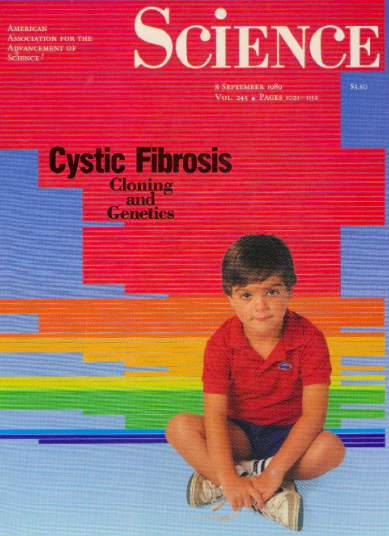 AMERICAN
ASSOCIATION FOR THE
ADVANCEMENT OF
SCIENCE
SCIENCE
8 SEPTEMBER 1989
VOL. 245 ■ PAGES 1021–1152
$3.50
Cystic Fibrosis
Cloning
and
Genetics